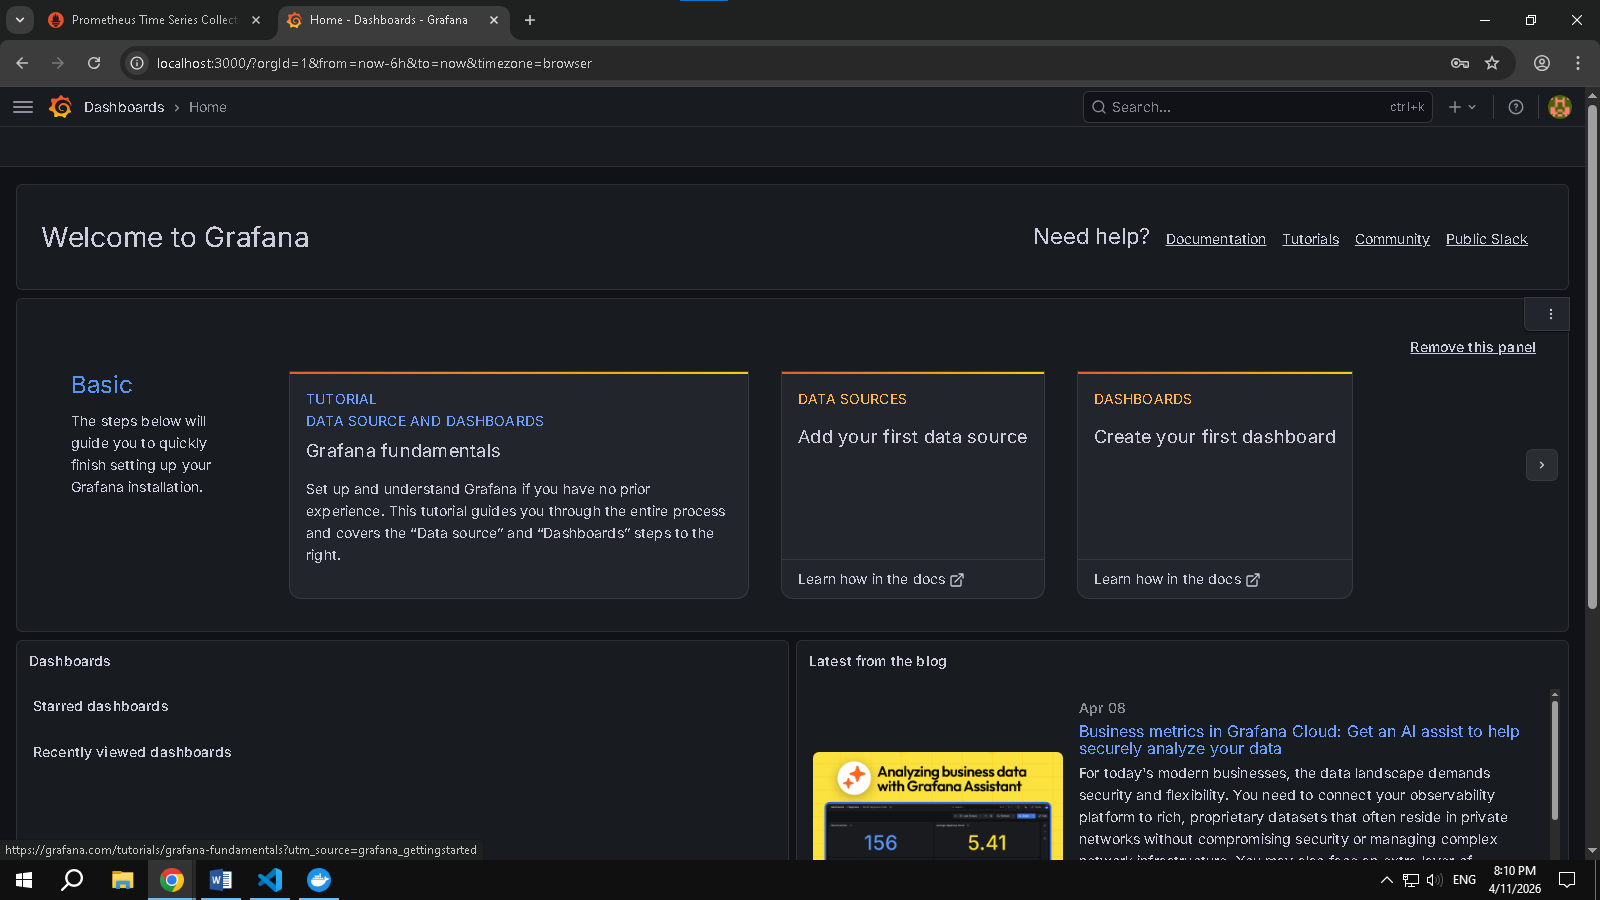 Prometheus Time Series Collect
Home - Dashboards - Grafana
localhost:3000/?orgId=1&from=now-6h&to=now&timezone=browser
Dashboards > Home
Search...
ctrl+k
Welcome to Grafana
Need help?
Documentation
Tutorials
Community
Public Slack
Remove this panel
Basic
The steps below will
guide you to quickly
finish setting up your
Grafana installation.
TUTORIAL
DATA SOURCE AND DASHBOARDS
Grafana fundamentals
Set up and understand Grafana if you have no prior
experience. This tutorial guides you through the entire process
and covers the “Data source” and “Dashboards” steps to the
right.
DATA SOURCES
Add your first data source
Learn how in the docs
DASHBOARDS
Create your first dashboard
Learn how in the docs
Dashboards
Starred dashboards
Recently viewed dashboards
Latest from the blog
Analyzing business data
with Grafana Assistant
156
5.41
Apr 08
Business metrics in Grafana Cloud: Get an AI assist to help
securely analyze your data
For today's modern businesses, the data landscape demands
security and flexibility. You need to connect your observability
platform to rich, proprietary datasets that often reside in private
networks without compromising security or managing complex
network infrastructure. You may also face an extra layer of
https://grafana.com/tutorials/grafana-fundamentals?utm_source=grafana_gettingstarted
ENG
8:10 PM
4/11/2026